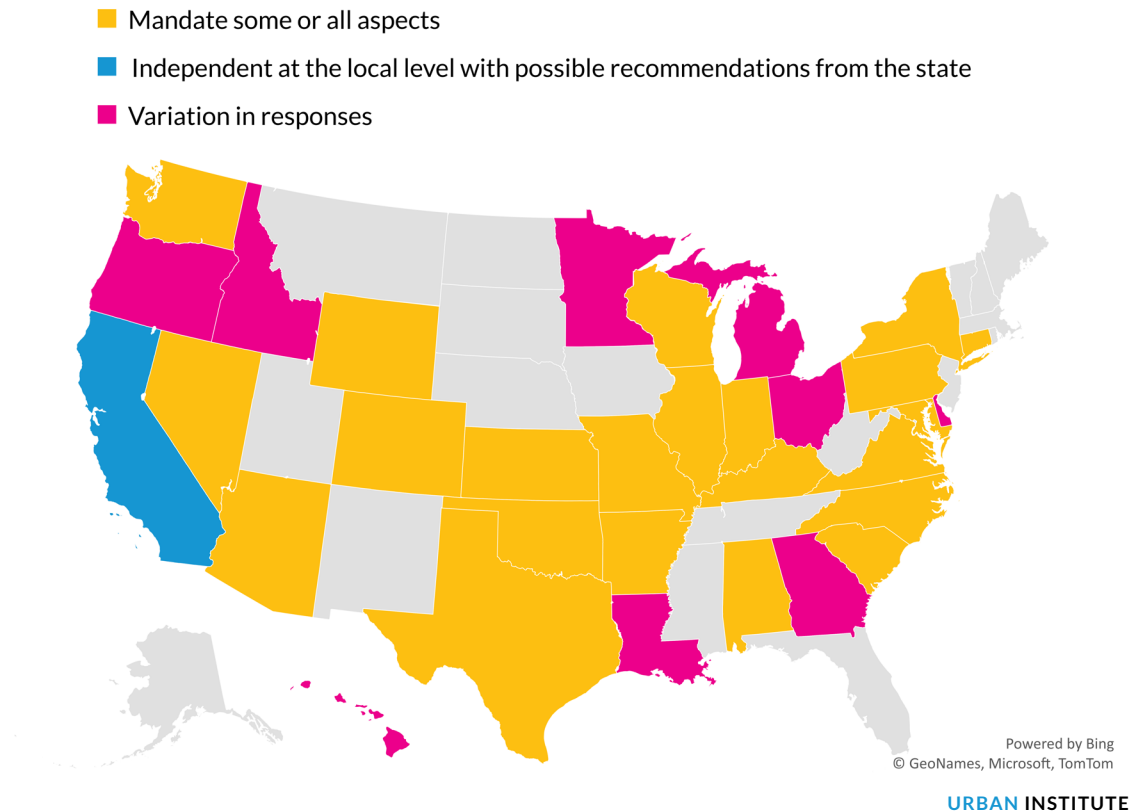 Mandate some or all aspects
Independent at the local level with possible recommendations from the state
Variation in responses
Powered by Bing
© GeoNames, Microsoft, TomTom
URBAN INSTITUTE